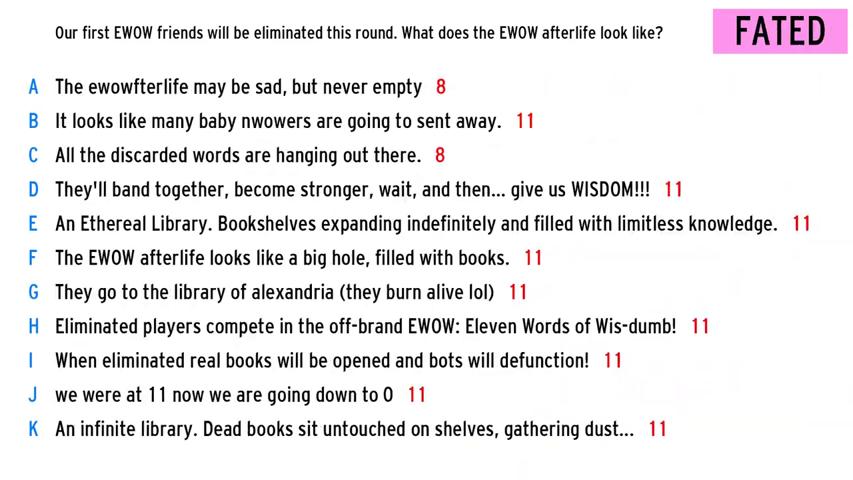 Our first EWOW friends will be eliminated this round. What does the EWOW afterlife look like?
FATED
A The ewowfterlife may be sad, but never empty 8
B It looks like many baby nwowers are going to sent away. 11
C All the discarded words are hanging out there. 8
D They'll band together, become stronger, wait, and then... give us WISDOM!!! 11
E An Ethereal Library. Bookshelves expanding indefinitely and filled with limitless knowledge. 11
F The EWOW afterlife looks like a big hole, filled with books. 11
G They go to the library of alexandria (they burn alive lol) 11
H Eliminated players compete in the off-brand EWOW: Eleven Words of Wis-dumb! 11
I When eliminated real books will be opened and bots will defunction! 11
J we were at 11 now we are going down to 0 11
K An infinite library. Dead books sit untouched on shelves, gathering dust... 11